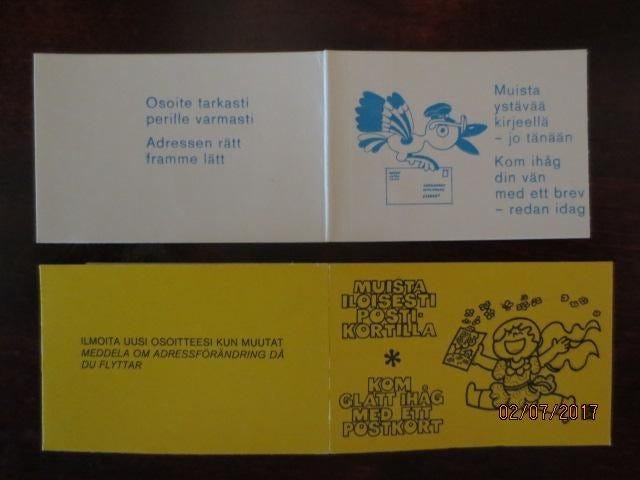 Osoite tarkasti
perille varmasti
Adressen rätt
framme lätt
Muista
ystävää
kirjeellä
- jo tänään
Kom ihåg
din vän
med ett brev
- redan idag
ILMOITA UUSI OSOITTEESI KUN MUUTAT
MEDDELA OM ADRESSFÖRÄNDRING DÅ
DU FLYTTAR
MUISTA
ILOISESTI
POSTI-
KORTILLA
*
KOM
GLATT IHÅG
MED ETT
POSTKORT
02/07/2017